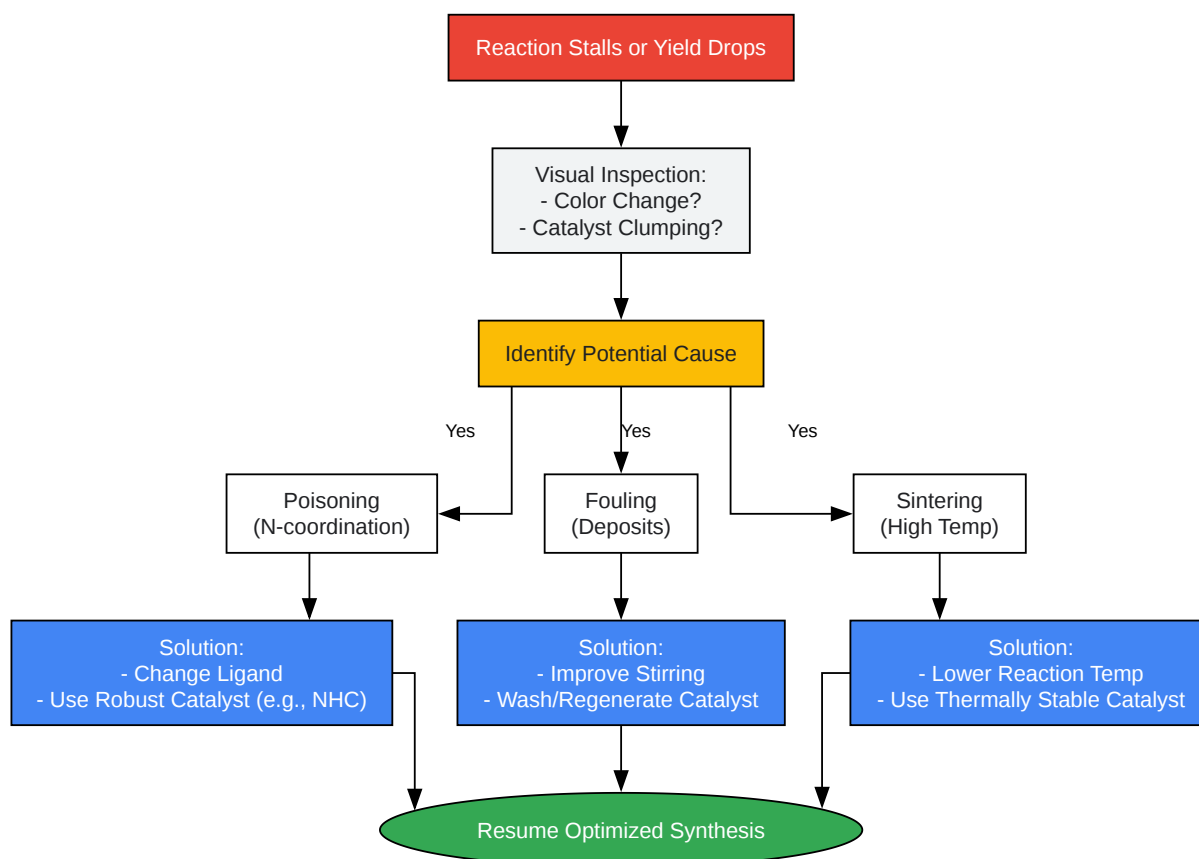 Reaction Stalls or Yield Drops
Visual Inspection:
- Color Change?
- Catalyst Clumping?
Identify Potential Cause
Yes
Yes
Yes
Poisoning
(N-coordination)
Fouling
(Deposits)
Sintering
(High Temp)
Solution:
- Change Ligand
- Use Robust Catalyst (e.g., NHC)
Solution:
- Improve Stirring
- Wash/Regenerate Catalyst
Solution:
- Lower Reaction Temp
- Use Thermally Stable Catalyst
Resume Optimized Synthesis